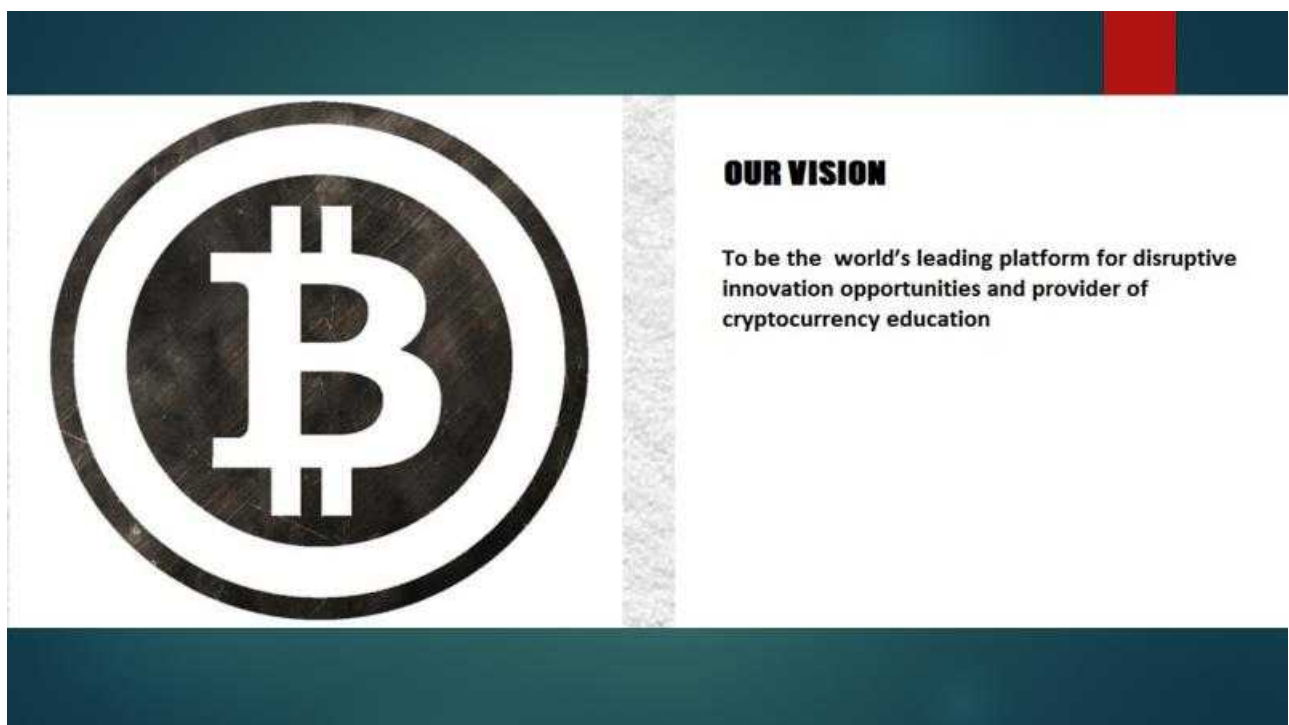 OUR VISION
To be the  world's leading platform for disruptive
innovation opportunities and provider of
cryptocurrency education